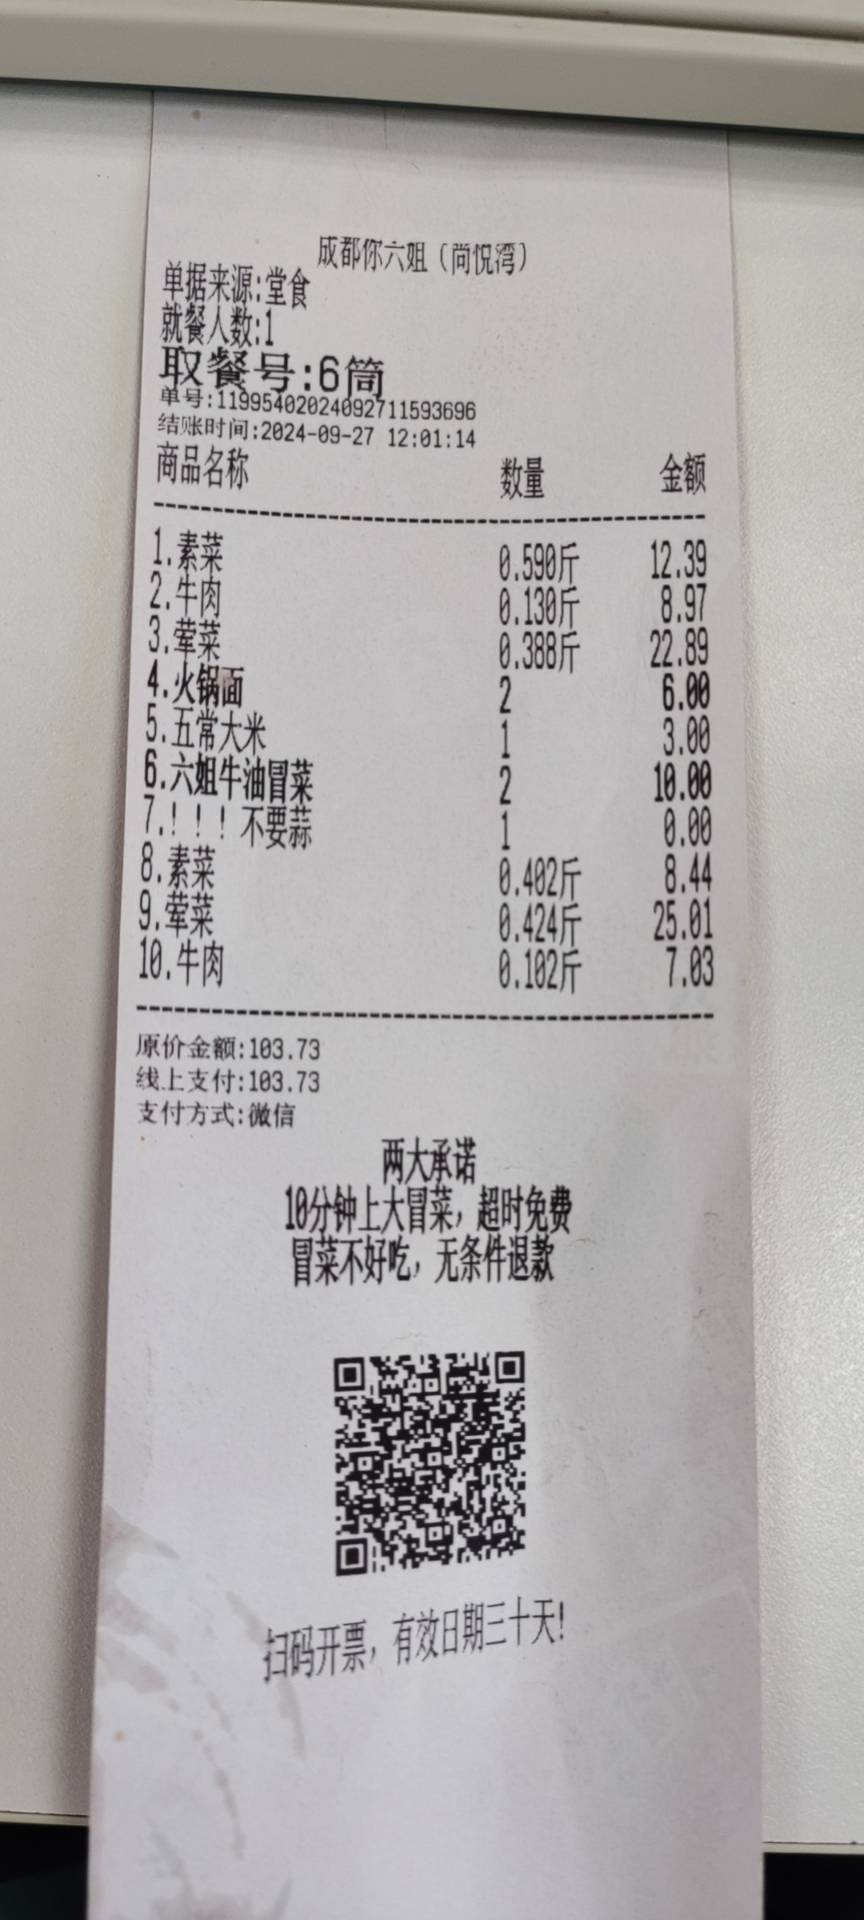 成都你六姐（尚悦湾）
单据来源:堂食
就餐人数:1
取餐号:6筒
单号:11995402024092711593696
结账时间:2024-09-27 12:01:14
商品名称 数量 金额
1.素菜 0.590斤 12.39
2.牛肉 0.130斤 8.97
3.荤菜 0.388斤 22.89
4.火锅面 2 6.00
5.五常大米 1 3.00
6.六姐牛油冒菜 2 10.00
7.！！！不要蒜 1 0.00
8.素菜 0.402斤 8.44
9.荤菜 0.424斤 25.01
10.牛肉 0.102斤 7.03
原价金额:103.73
线上支付:103.73
支付方式:微信
两大承诺
10分钟上大冒菜，超时免费
冒菜不好吃，无条件退款
扫码开票，有效日期三十天!